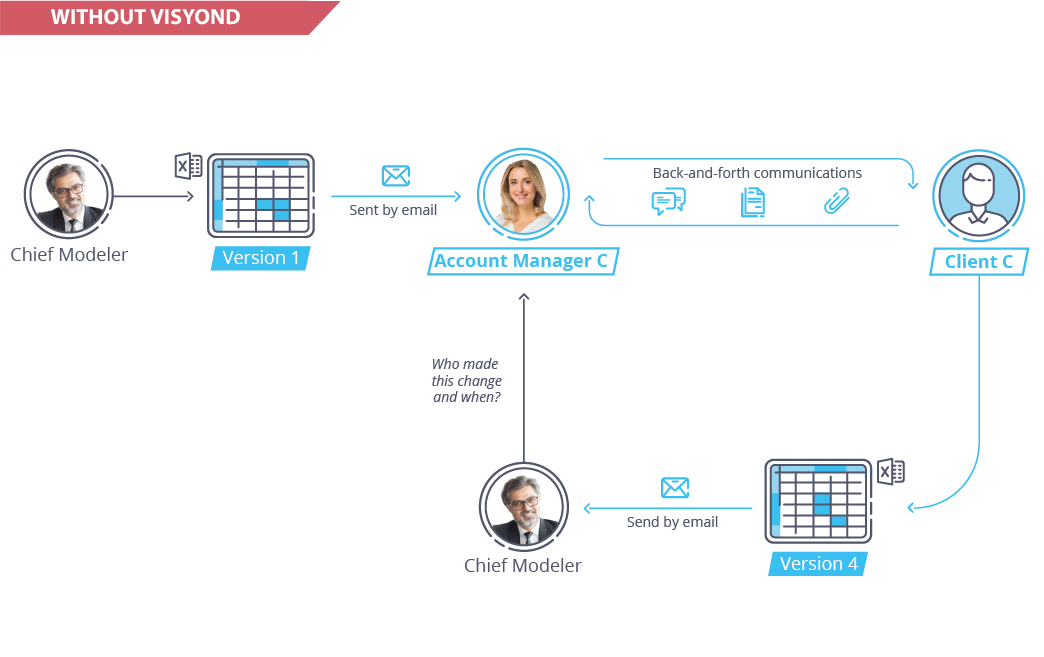 WITHOUT VISYOND
X
Sent by email
Back-and-forth communications
Chief Modeler
Version 1
Account Manager C
Client C
Who made
this change
and when?
X
Send by email
Chief Modeler
Version 4